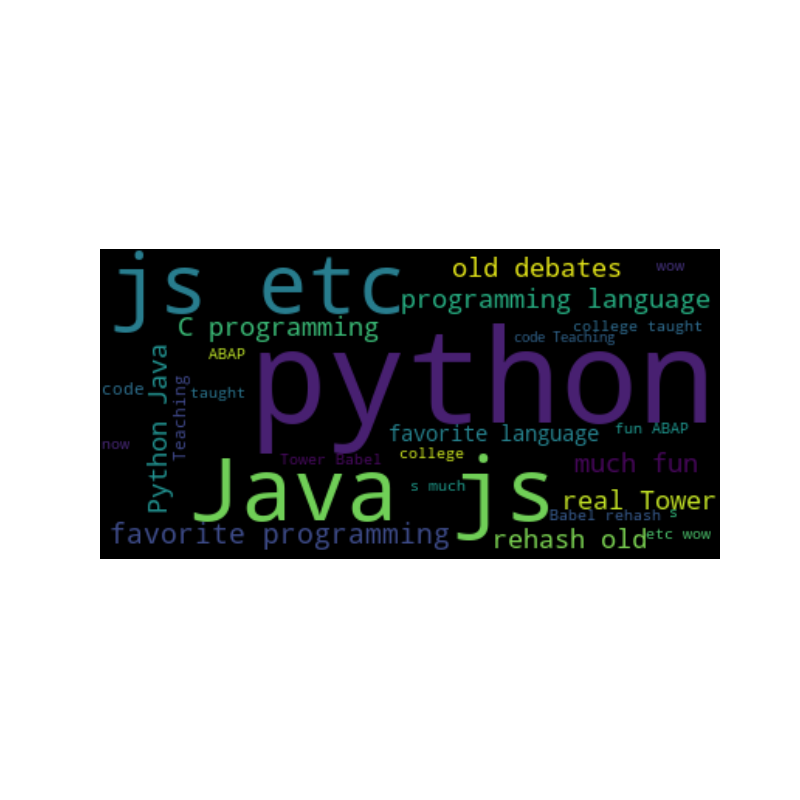 js etc
old debates
wow
programming language
C programming
college taught
code Teaching
python
ABAP
Python Java
Teaching
code
taught
favorite language
fun ABAP
now
Tower Babel
college
much fun
Java js
s much
real Tower
Babel rehash
s
favorite programming
rehash old
etc wow